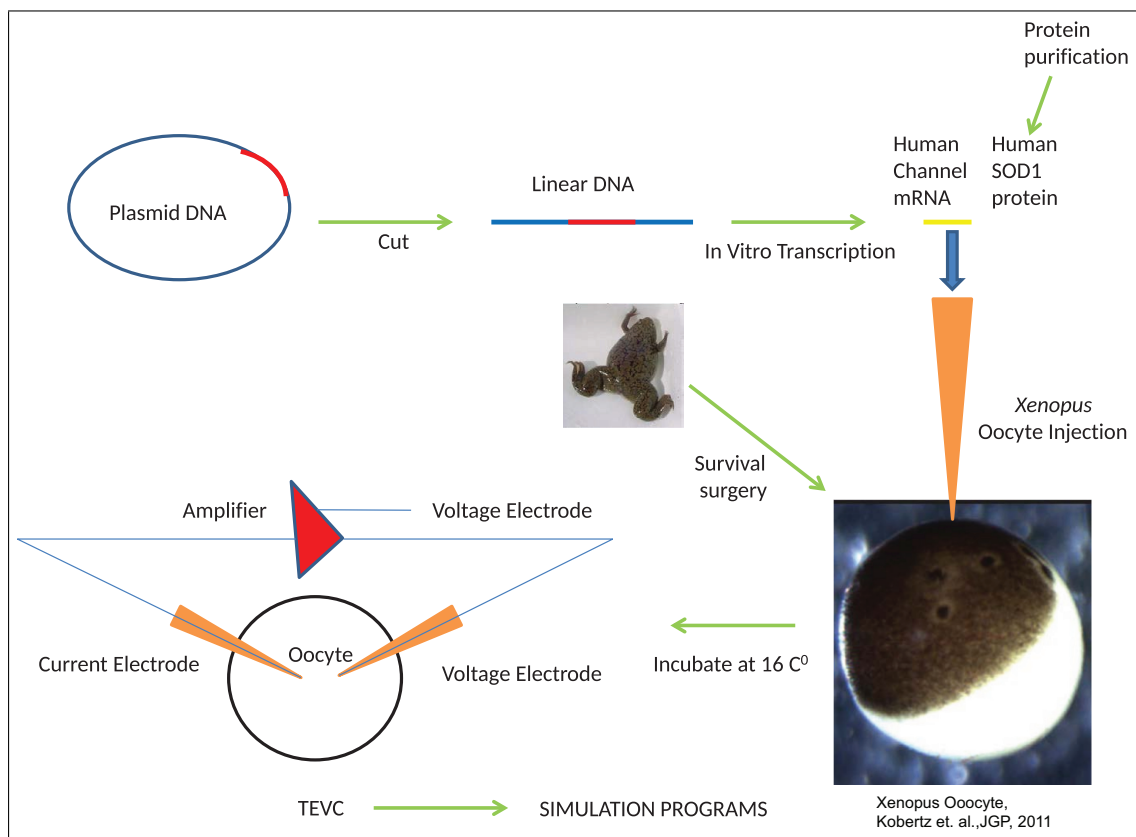 Protein
purification
Human
Channel
mRNA
Human
SOD1
protein
Linear DNA
Plasmid DNA
Cut
In Vitro Transcription
Xenopus
Oocyte Injection
Survival
surgery
Amplifier
Voltage Electrode
Oocyte
Current Electrode
Voltage Electrode
Incubate at 16 C⁰
TEVC
SIMULATION PROGRAMS
Xenopus Ooocyte,
Kobertz et. al.,JGP, 2011